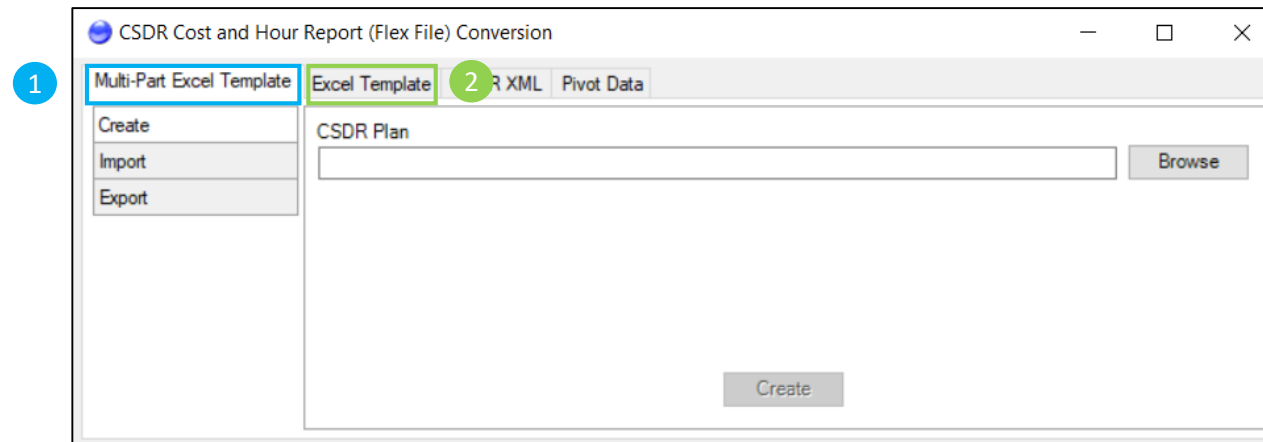 CSDR Cost and Hour Report (Flex File) Conversion
1 Multi-Part Excel Template Excel Template 2 R XML Pivot Data
Create CSDR Plan
Import Browse
Export
Create